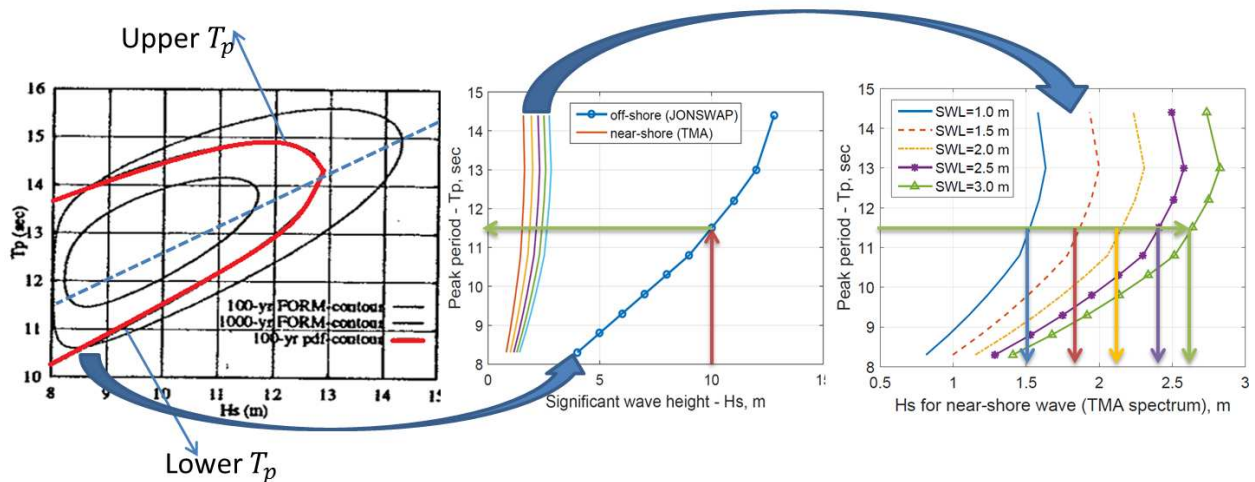 Upper Tₚ
16
15
14
13
12
11
10
Tp (sec)
8
9
10
11
12
13
14
15
Hs (m)
100-yr FORM-contour
1000-yr FORM-contour
100-yr pdf-contour
Lower Tₚ
15
14
13
12
11
10
9
8
Peak period - Tp, sec
off-shore (JONSWAP)
near-shore (TMA)
0
5
10
15
Significant wave height - Hs, m
15
14
13
12
11
10
9
8
Peak period - Tp, sec
SWL=1.0 m
SWL=1.5 m
SWL=2.0 m
SWL=2.5 m
SWL=3.0 m
0.5
1
1.5
2
2.5
3
Hs for near-shore wave (TMA spectrum), m